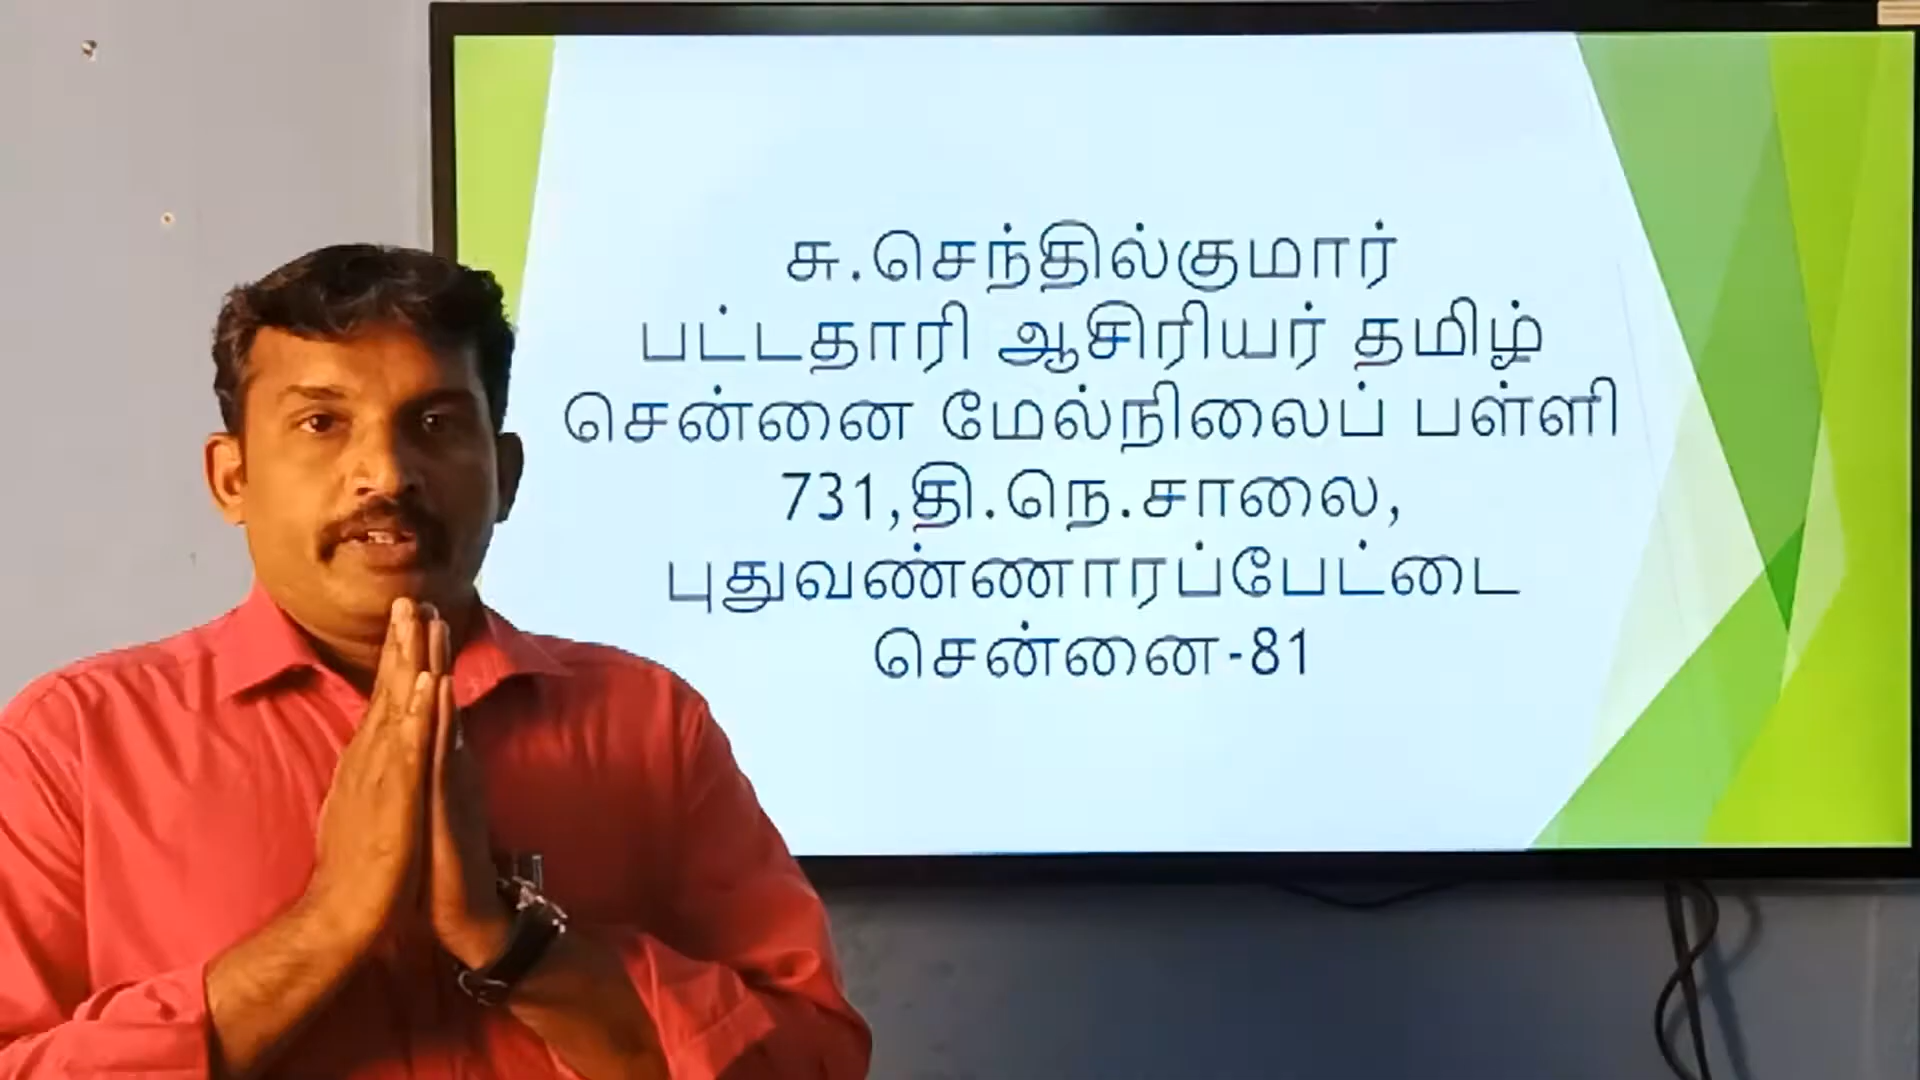 சு.செந்தில்குமார்
பட்டதாரி ஆசிரியர் தமிழ்
சென்னை மேல்நிலைப் பள்ளி
731,தி.நெ.சாலை,
புதுவண்ணாரப்பேட்டை
சென்னை-81